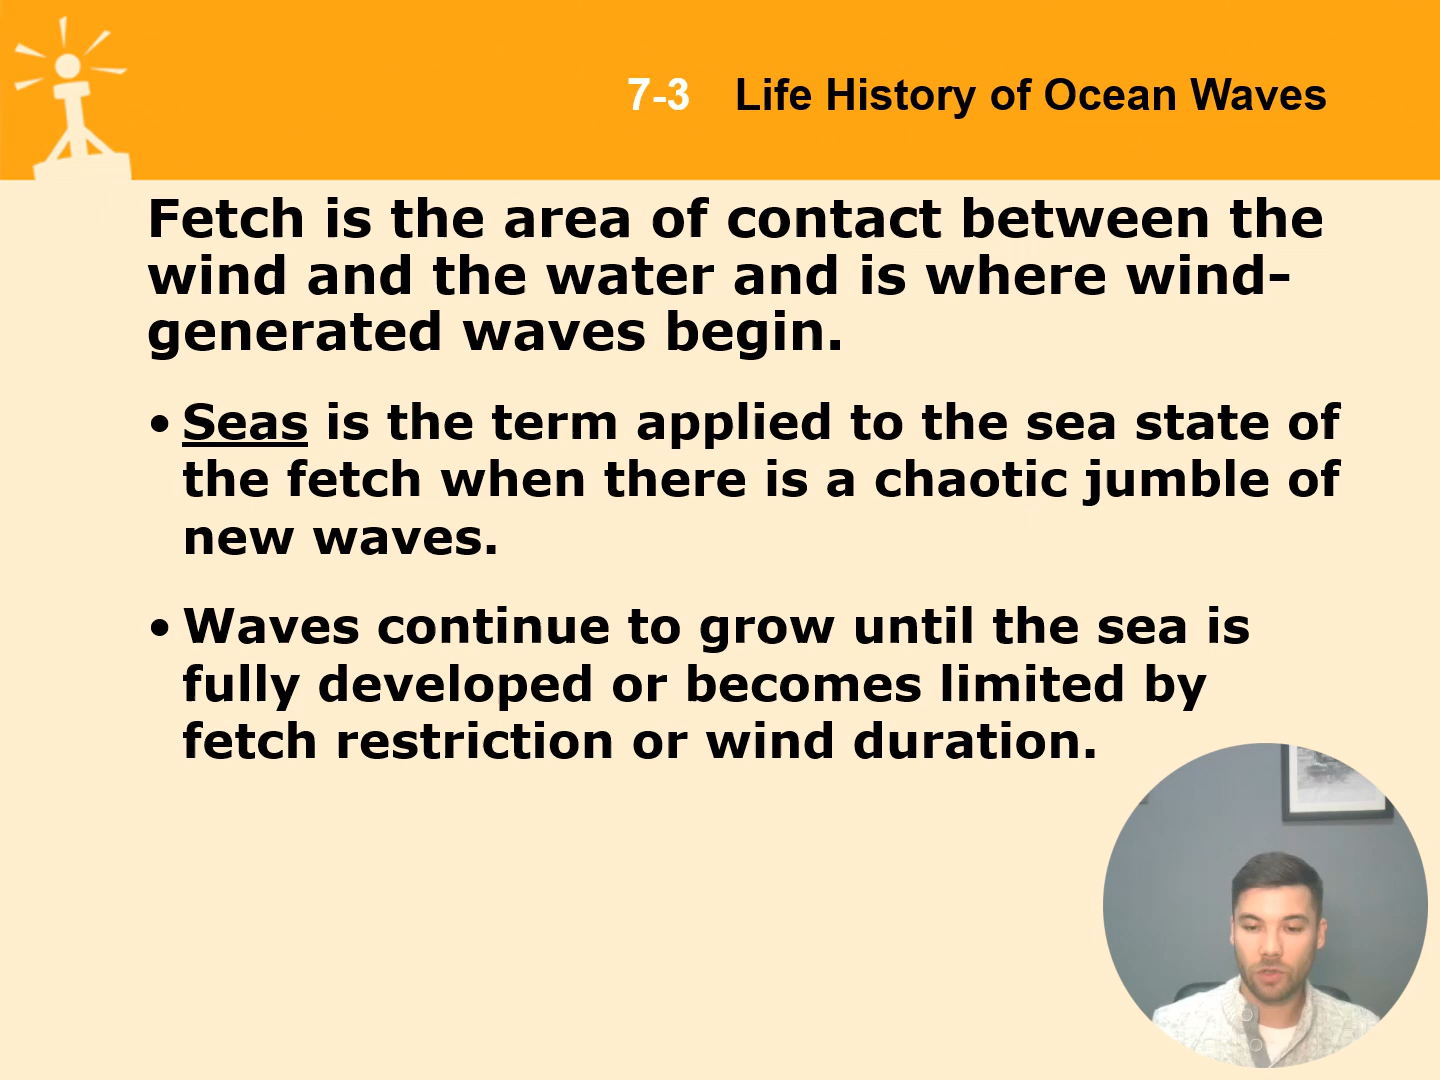 7-3 Life History of Ocean Waves
Fetch is the area of contact between the
wind and the water and is where wind-
generated waves begin.
• Seas is the term applied to the sea state of
the fetch when there is a chaotic jumble of
new waves.
• Waves continue to grow until the sea is
fully developed or becomes limited by
fetch restriction or wind duration.